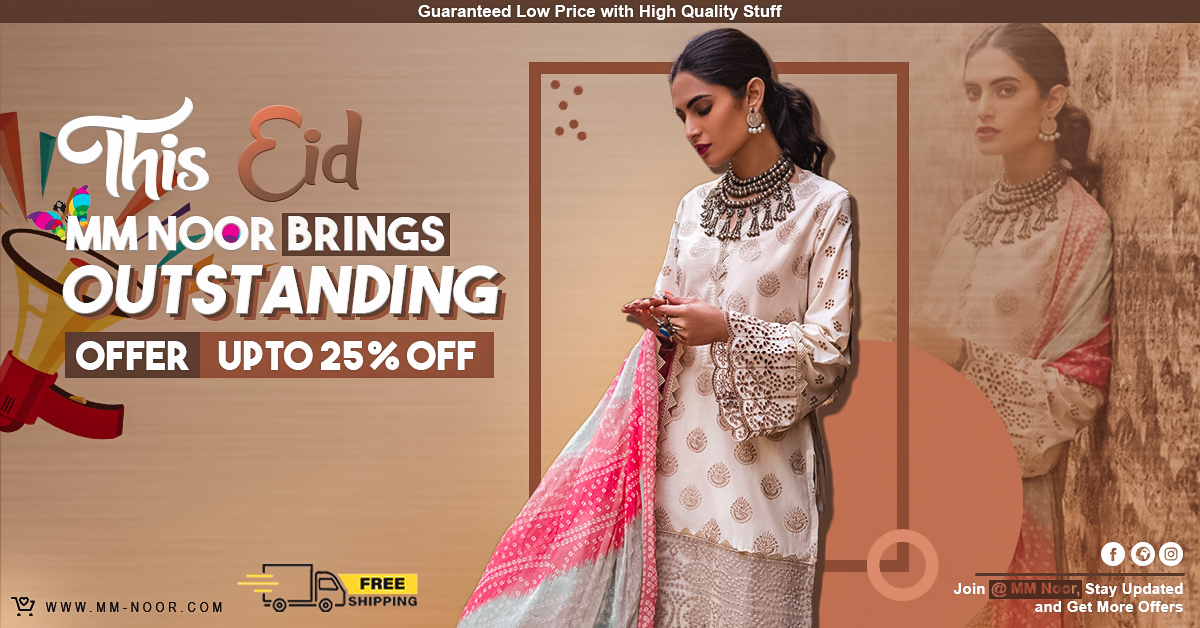 Guaranteed Low Price with High Quality Stuff
This Eid
MM NOOR BRINGS
OUTSTANDING
OFFER UPTO 25% OFF
FREE
SHIPPING
WWW.MM-NOOR.COM
Join @ MM Noor, Stay Updated
and Get More Offers